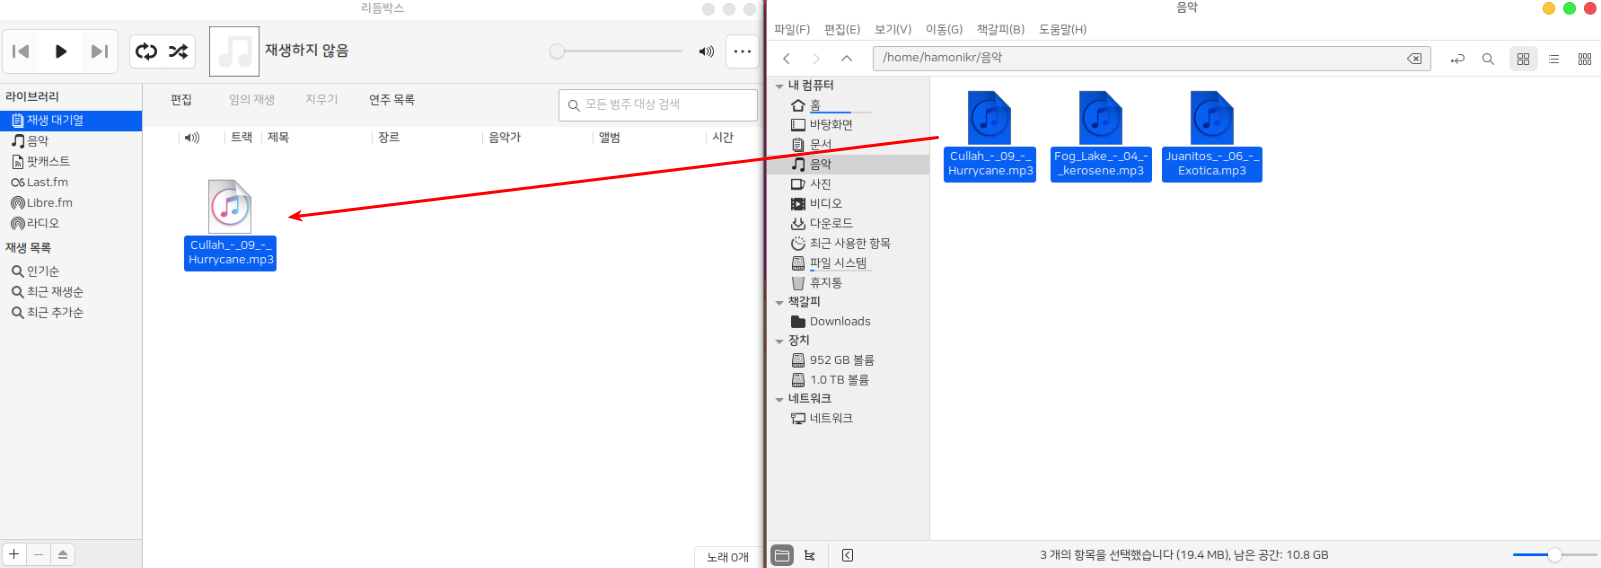 리듬박스
재생하지 않음
라이브러리
재생 대기열
음악
팟캐스트
Last.fm
Libre.fm
라디오
재생 목록
인기순
최근 재생순
최근 추가순
편집 임의 재생 지우기 연주 목록
모든 범주 대상 검색
트랙 제목 장르 음악가 앨범 시간
Cullah_-_09_-_
Hurrycane.mp3
노래 0개
음악
파일(F) 편집(E) 보기(V) 이동(G) 책갈피(B) 도움말(H)
/home/hamonikr/음악
내 컴퓨터
홈
바탕화면
문서
음악
사진
비디오
다운로드
최근 사용한 항목
파일 시스템
휴지통
책갈피
Downloads
장치
952 GB 볼륨
1.0 TB 볼륨
네트워크
네트워크
Cullah_-_09_-_
Hurrycane.mp3
Fog_Lake_-_04_-
_kerosene.mp3
Juanitos_-_06_-_
Exotica.mp3
3 개의 항목을 선택했습니다 (19.4 MB), 남은 공간: 10.8 GB